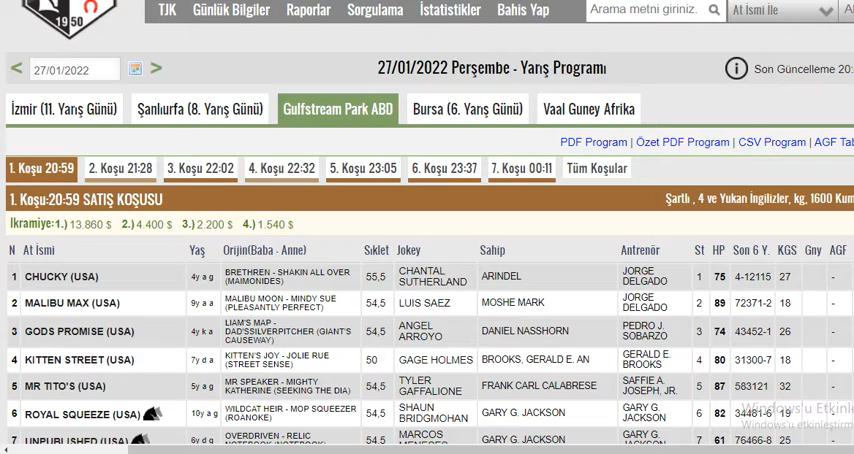 1950
TJK Günlük Bilgiler Raporlar Sorgulama İstatistikler Bahis Yap Arama metni giriniz. At İsmi İle
< 27/01/2022 > 27/01/2022 Perşembe - Yarış Programı Son Güncelleme 20:
İzmir (11. Yarış Günü) Şanlıurfa (8. Yarış Günü) Gulfstream Park ABD Bursa (6. Yarış Günü) Vaal Guney Afrika
PDF Program | Özet PDF Program | CSV Program | AGF Tab
1. Koşu 20:59 2. Koşu 21:28 3. Koşu 22:02 4. Koşu 22:32 5. Koşu 23:05 6. Koşu 23:37 7. Koşu 00:11 Tüm Koşular
1. Koşu:20:59 SATIŞ KOŞUSU Şartlı , 4 ve Yukarı İngilizler, kg, 1600 Kum
Ikramiye: 1.) 13.860 $ 2.) 4.400 $ 3.) 2.200 $ 4.) 1.540 $
N At İsmi Yaş Orijin(Baba - Anne) Sıklet Jokey Sahip Antrenör St HP Son 6 Y. KGS Gny AGF
1 CHUCKY (USA) 4y a g BRETHREN - SHAKIN ALL OVER (MAIMONIDES) 55,5 CHANTAL SUTHERLAND ARINDEL JORGE DELGADO 1 75 4-12115 27 -
2 MALIBU MAX (USA) 9y a a MALIBU MOON - MINDY SUE (PLEASANTLY PERFECT) 54,5 LUIS SAEZ MOSHE MARK JORGE DELGADO 2 89 72371-2 18 -
3 GODS PROMISE (USA) 4y k a LIAM'S MAP - DAD'SSILVERPITCHER (GIANT'S CAUSEWAY) 54,5 ANGEL ARROYO DANIEL NASSHORN PEDRO J. SOBARZO 3 74 43452-1 26 -
4 KITTEN STREET (USA) 7y d a KITTEN'S JOY - JOLIE RUE (STREET SENSE) 50 GAGE HOLMES BROOKS, GERALD E. AN GERALD E. BROOKS 4 80 31300-7 18 -
5 MR TITO'S (USA) 5y a g MR SPEAKER - MIGHTY KATHERINE (SEEKING THE DIA) 54,5 TYLER GAFFALIONE FRANK CARL CALABRESE SAFFIE A. JOSEPH, JR. 5 87 583121 32 -
6 ROYAL SQUEEZE (USA) 10y a g WILDCAT HEIR - MOP SQUEEZER (ROANOKE) 54,5 SHAUN BRIDGMOHAN GARY G. JACKSON GARY G. JACKSON 6 82 34481-6 19 -
7 UNPUBLISHED (USA) 6y d g OVERDRIVEN - RELIC NOTEBOOK (NOTEBOOK) 54,5 MARCOS MENESES GARY G. JACKSON GARY G. JACKSON 7 61 76466-8 25 -
Windows'u Etkinleş
Windows'u etkinleştirm